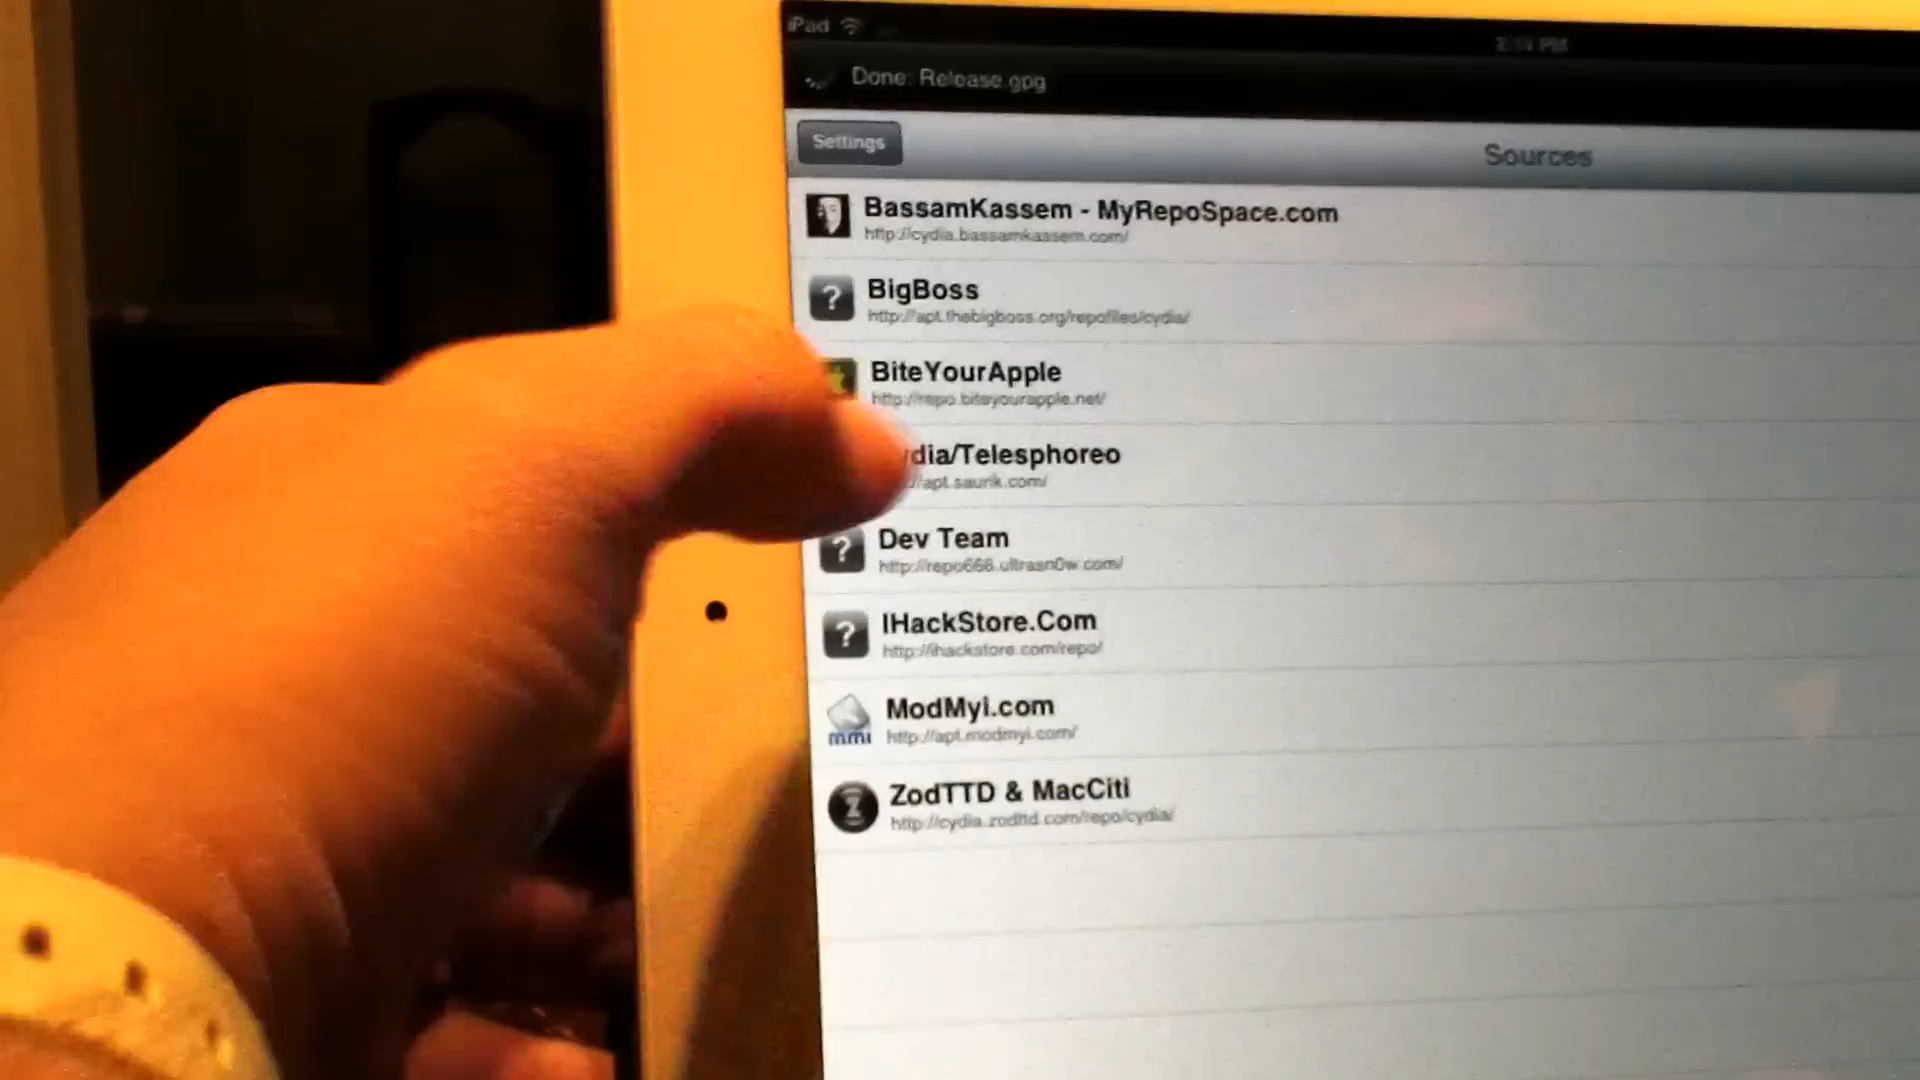 iPad
2:14 PM
Done: Release.gpg
Settings
Sources
BassamKassem - MyRepoSpace.com
http://cydia.bassamkassem.com/
BigBoss
http://apt.thebigboss.org/repofiles/cydia/
BiteYourApple
http://repo.biteyourapple.net/
dia/Telesphoreo
//apt.saurik.com/
Dev Team
http://repo666.ultrasn0w.com/
IHackStore.Com
http://ihackstore.com/repo/
ModMyi.com
mmi
http://apt.modmyi.com/
Z
ZodTTD & MacCiti
http://cydia.zodttd.com/repo/cydia/